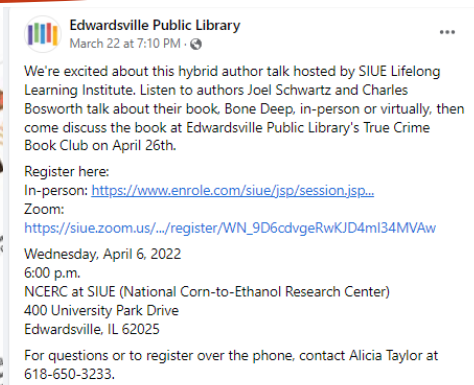 Edwardsville Public Library
March 22 at 7:10 PM ·
We're excited about this hybrid author talk hosted by SIUE Lifelong
Learning Institute. Listen to authors Joel Schwartz and Charles
Bosworth talk about their book, Bone Deep, in-person or virtually, then
come discuss the book at Edwardsville Public Library's True Crime
Book Club on April 26th.
Register here:
In-person: https://www.enrole.com/siue/jsp/session.jsp...
Zoom:
https://siue.zoom.us/.../register/WN_9D6cdvgeRwKJD4ml34MVAw
Wednesday, April 6, 2022
6:00 p.m.
NCERC at SIUE (National Corn-to-Ethanol Research Center)
400 University Park Drive
Edwardsville, IL 62025
For questions or to register over the phone, contact Alicia Taylor at
618-650-3233.